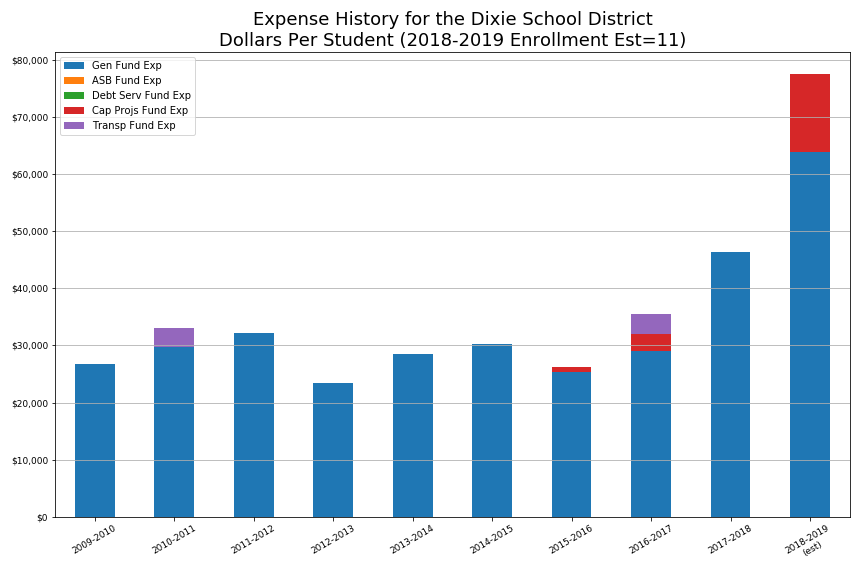 Expense History for the Dixie School District
Dollars Per Student (2018-2019 Enrollment Est=11)
Gen Fund Exp
ASB Fund Exp
Debt Serv Fund Exp
Cap Projs Fund Exp
Transp Fund Exp
$80,000
$70,000
$60,000
$50,000
$40,000
$30,000
$20,000
$10,000
$0
2009-2010
2010-2011
2011-2012
2012-2013
2013-2014
2014-2015
2015-2016
2016-2017
2017-2018
2018-2019
(est)